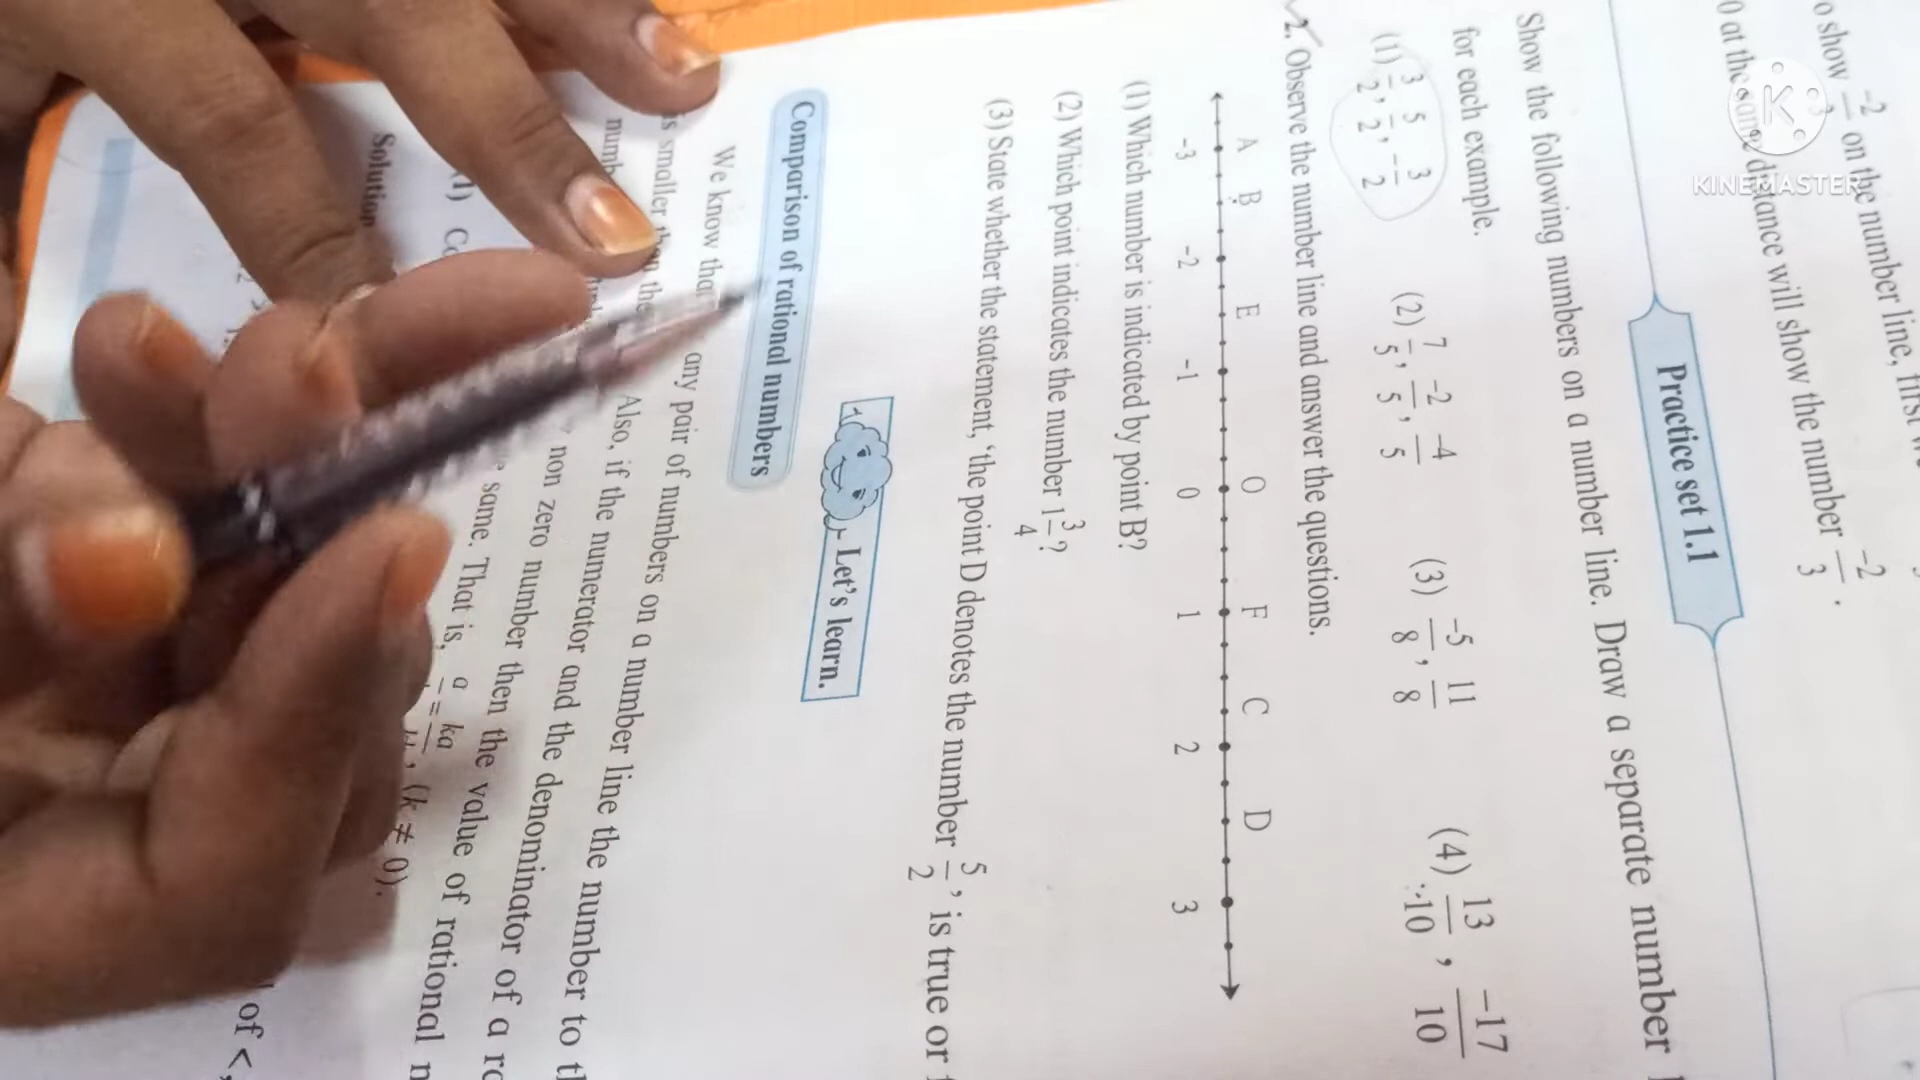 o show -2/3 on the number line, first we
0 at the same distance will show the number -2/3.
Practice set 1.1
Show the following numbers on a number line. Draw a separate number
for each example.
(1) 3/2, 5/2, -3/2 (2) 7/5, -2/5, -4/5 (3) -5/8, 11/8 (4) 13/10, -17/10
2. Observe the number line and answer the questions.
A B E O F C D
-3 -2 -1 0 1 2 3
(1) Which number is indicated by point B?
(2) Which point indicates the number 1 3/4?
(3) State whether the statement, ‘the point D denotes the number 5/2’, is true or
Let's learn.
Comparison of rational numbers
We know that any pair of numbers on a number line the number to
is smaller than the Also, if the numerator and the denominator of a
non zero number then the value of rational
same. That is, a = ka, (k ≠ 0).
of <,
Solution
KINEMASTER